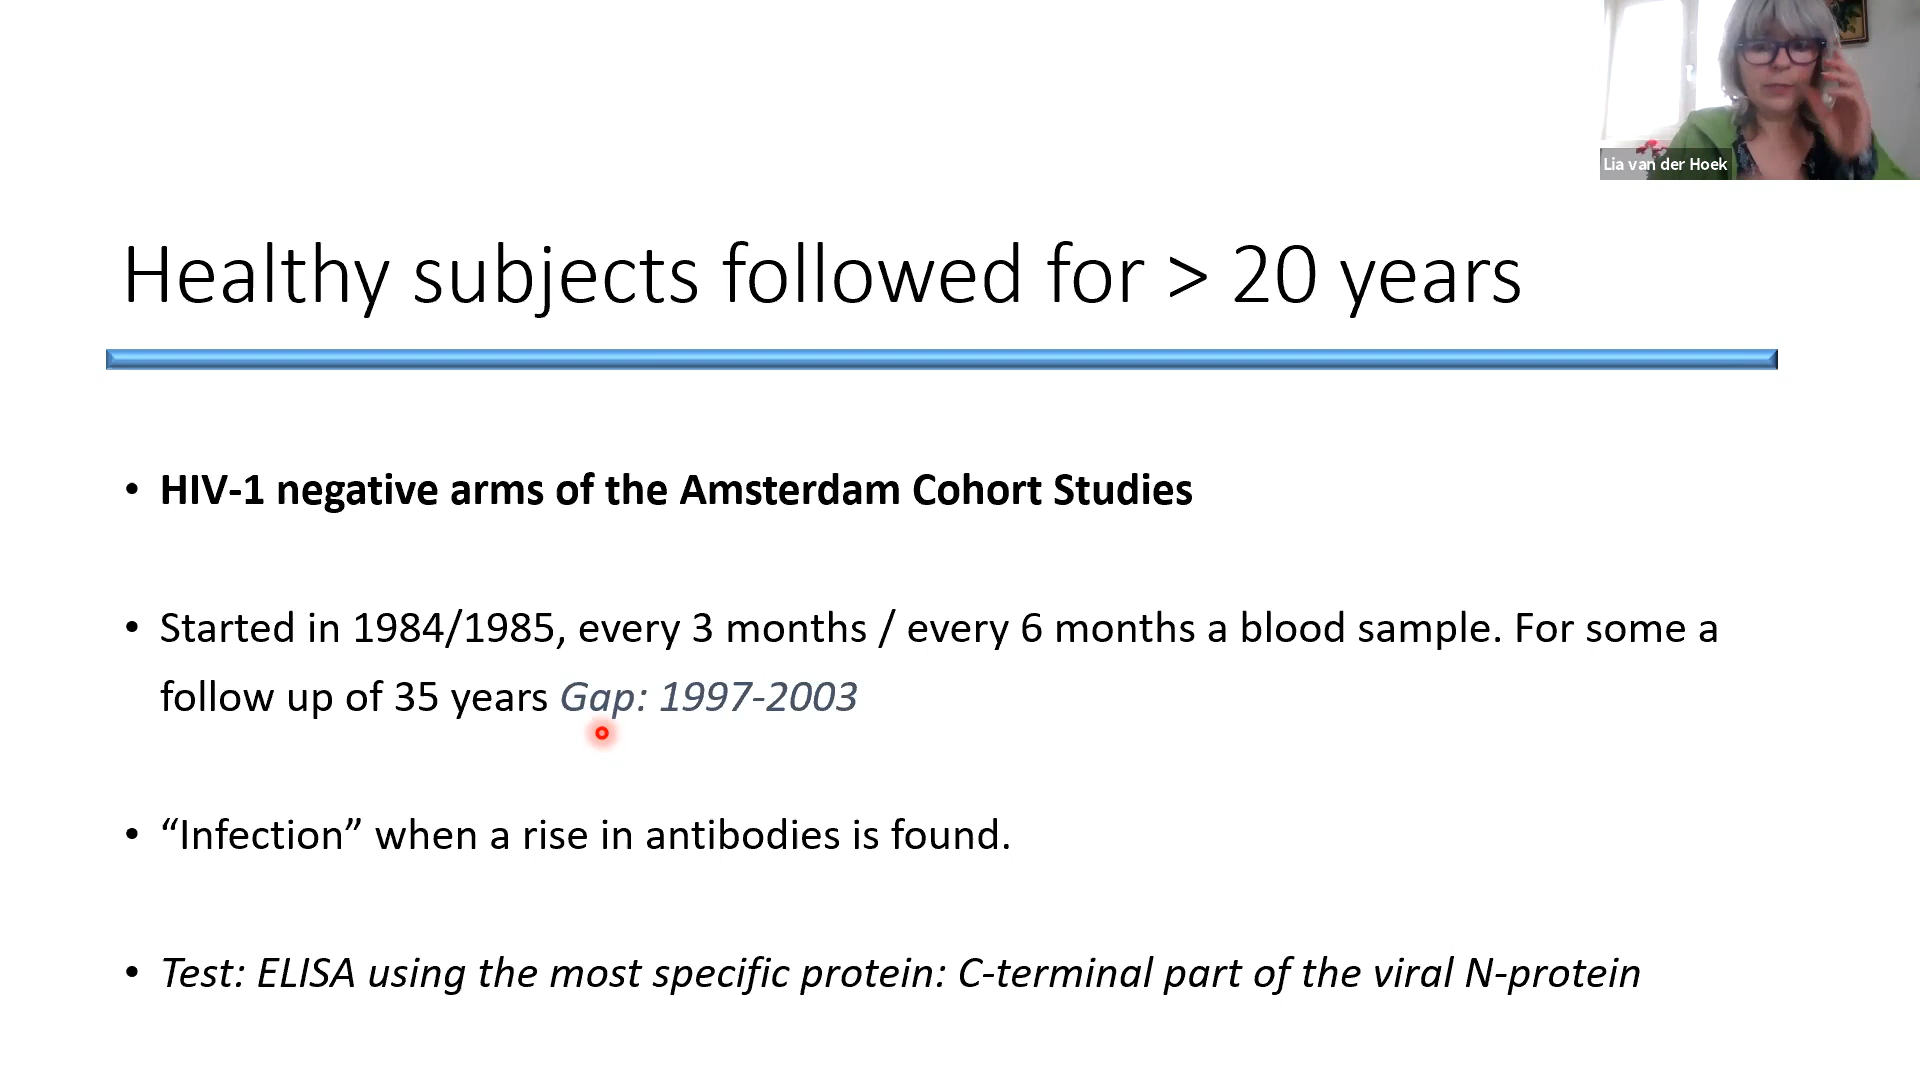 Lia van der Hoek
Healthy subjects followed for > 20 years
• HIV-1 negative arms of the Amsterdam Cohort Studies
• Started in 1984/1985, every 3 months / every 6 months a blood sample. For some a
follow up of 35 years Gap: 1997-2003
• “Infection” when a rise in antibodies is found.
• Test: ELISA using the most specific protein: C-terminal part of the viral N-protein